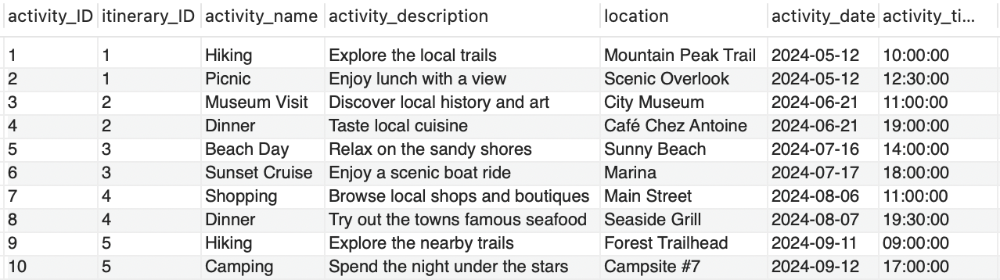 activity_ID itinerary_ID activity_name activity_description location activity_date activity_ti...
1 1 Hiking Explore the local trails Mountain Peak Trail 2024-05-12 10:00:00
2 1 Picnic Enjoy lunch with a view Scenic Overlook 2024-05-12 12:30:00
3 2 Museum Visit Discover local history and art City Museum 2024-06-21 11:00:00
4 2 Dinner Taste local cuisine Café Chez Antoine 2024-06-21 19:00:00
5 3 Beach Day Relax on the sandy shores Sunny Beach 2024-07-16 14:00:00
6 3 Sunset Cruise Enjoy a scenic boat ride Marina 2024-07-17 18:00:00
7 4 Shopping Browse local shops and boutiques Main Street 2024-08-06 11:00:00
8 4 Dinner Try out the towns famous seafood Seaside Grill 2024-08-07 19:30:00
9 5 Hiking Explore the nearby trails Forest Trailhead 2024-09-11 09:00:00
10 5 Camping Spend the night under the stars Campsite #7 2024-09-12 17:00:00